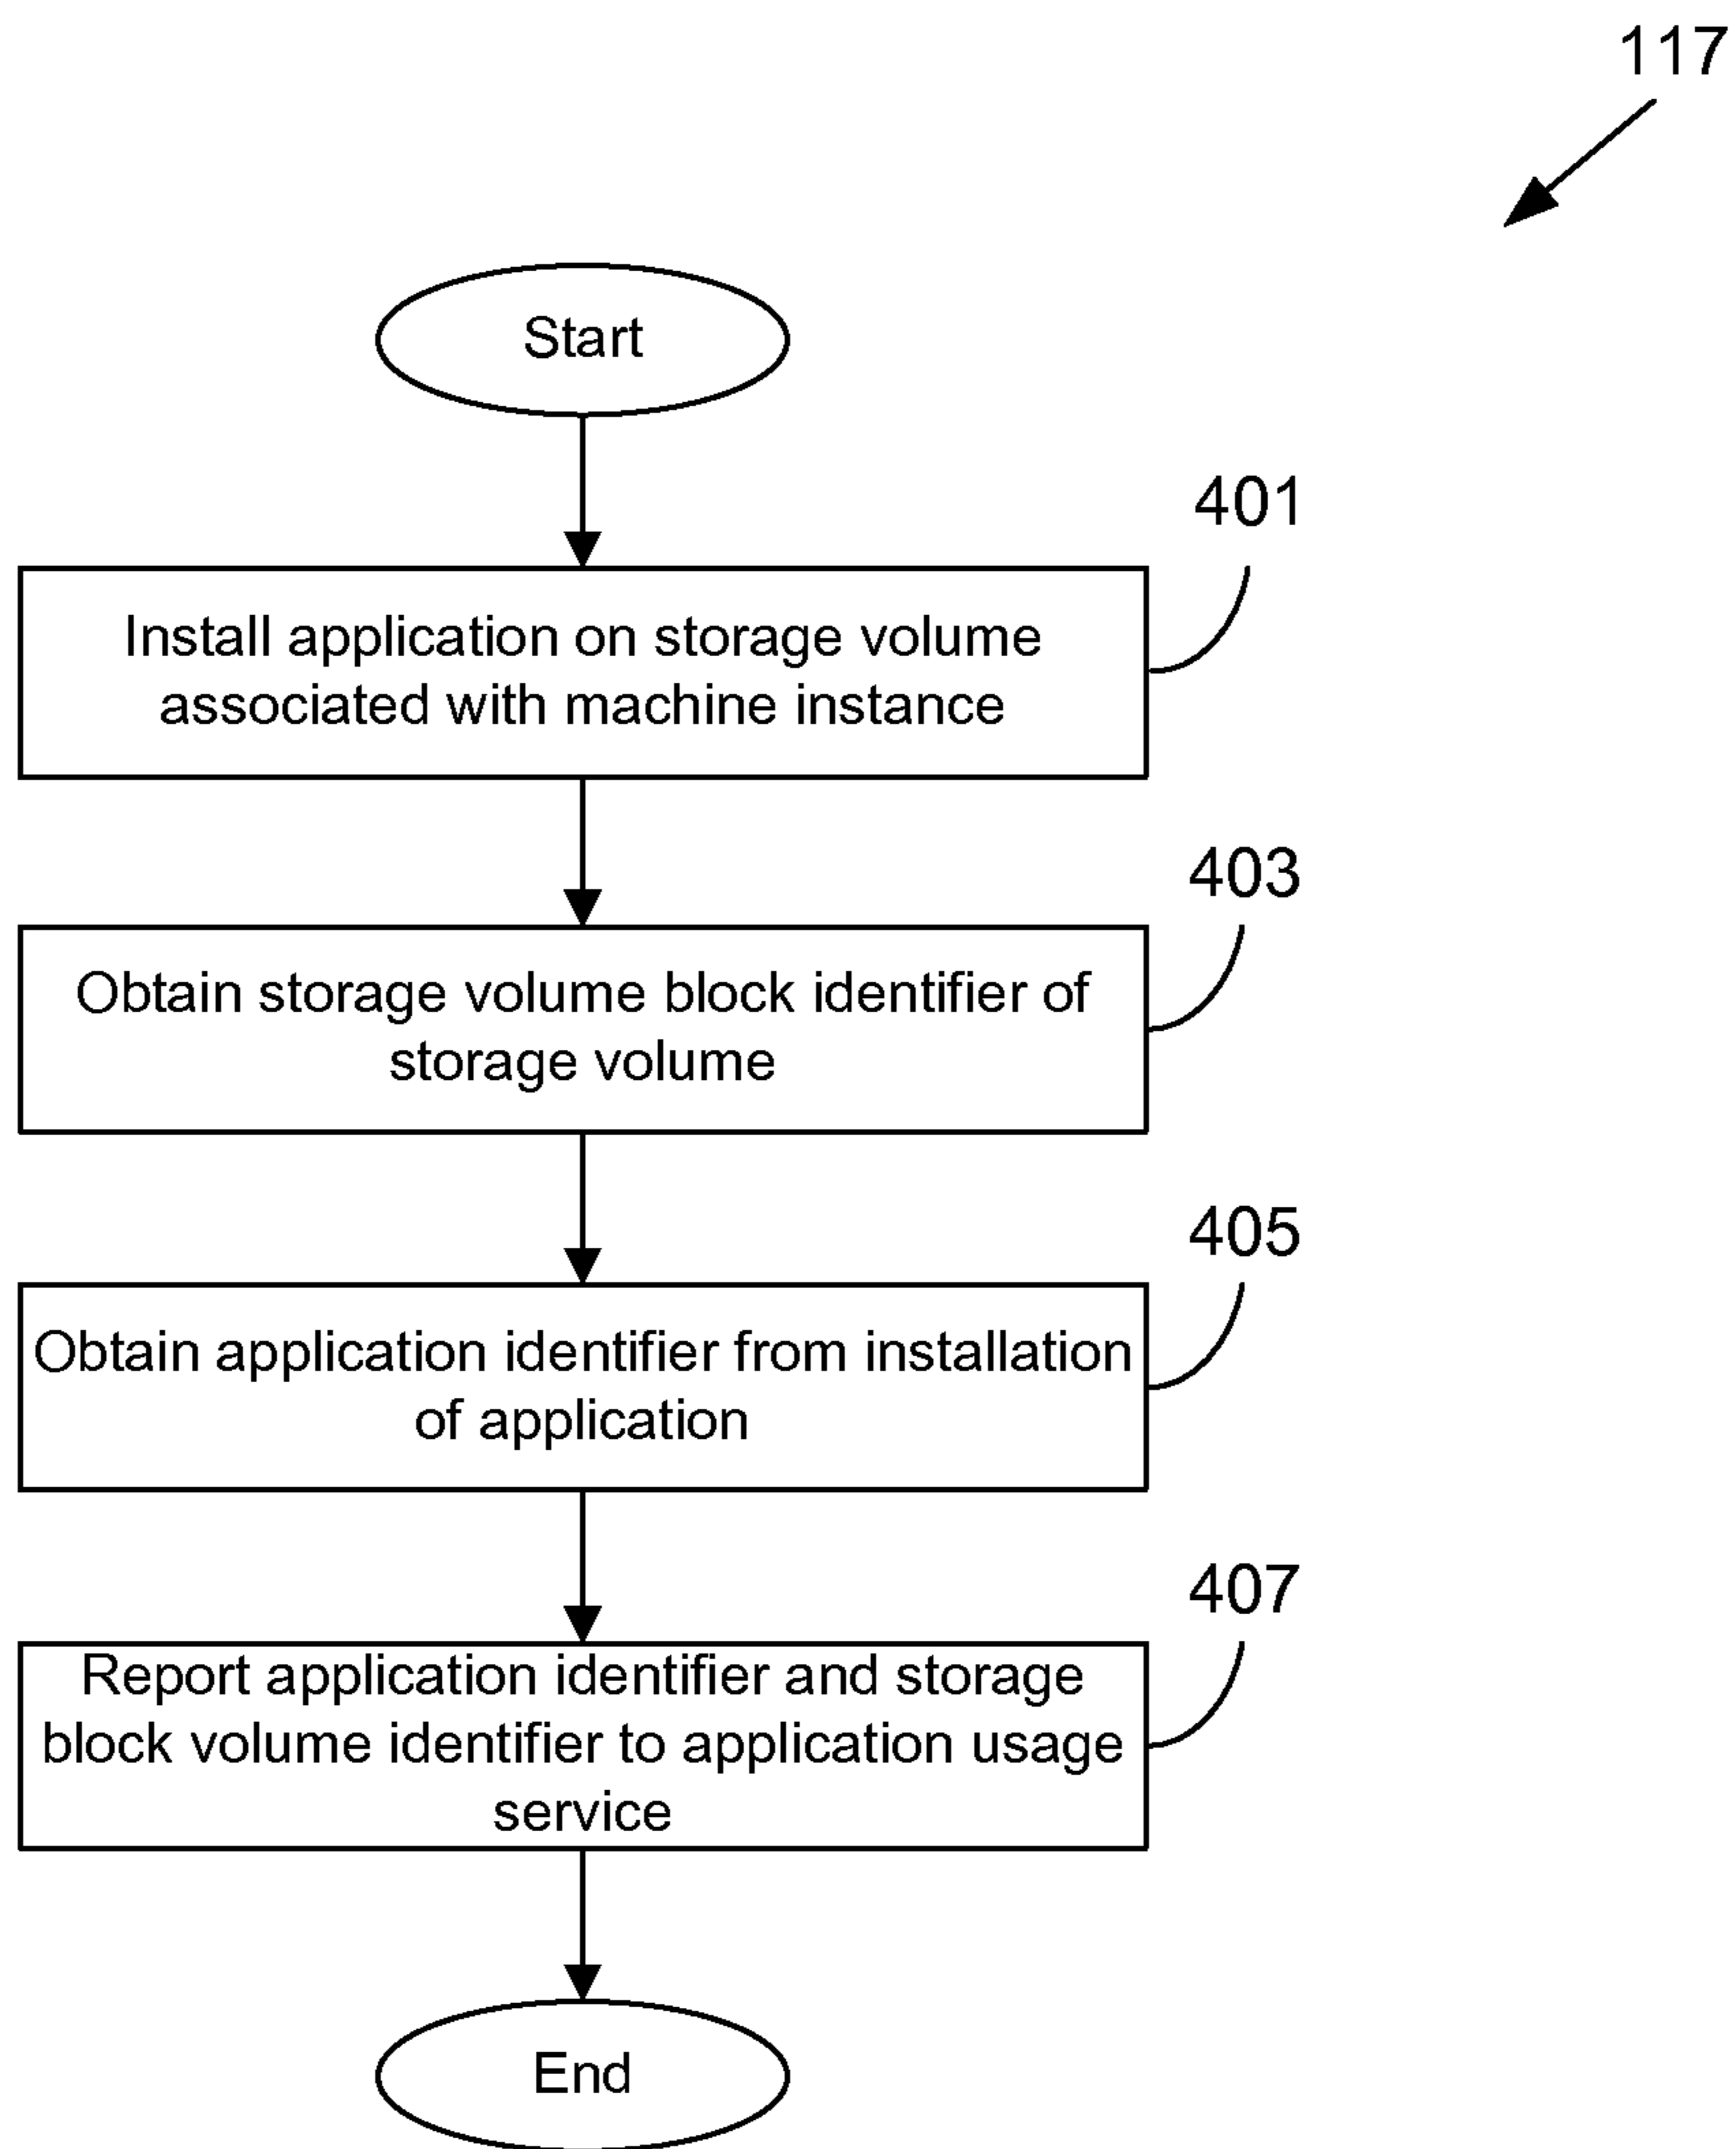 117
Start
401
Install application on storage volume
associated with machine instance
403
Obtain storage volume block identifier of
storage volume
405
Obtain application identifier from installation
of application
407
Report application identifier and storage
block volume identifier to application usage
service
End